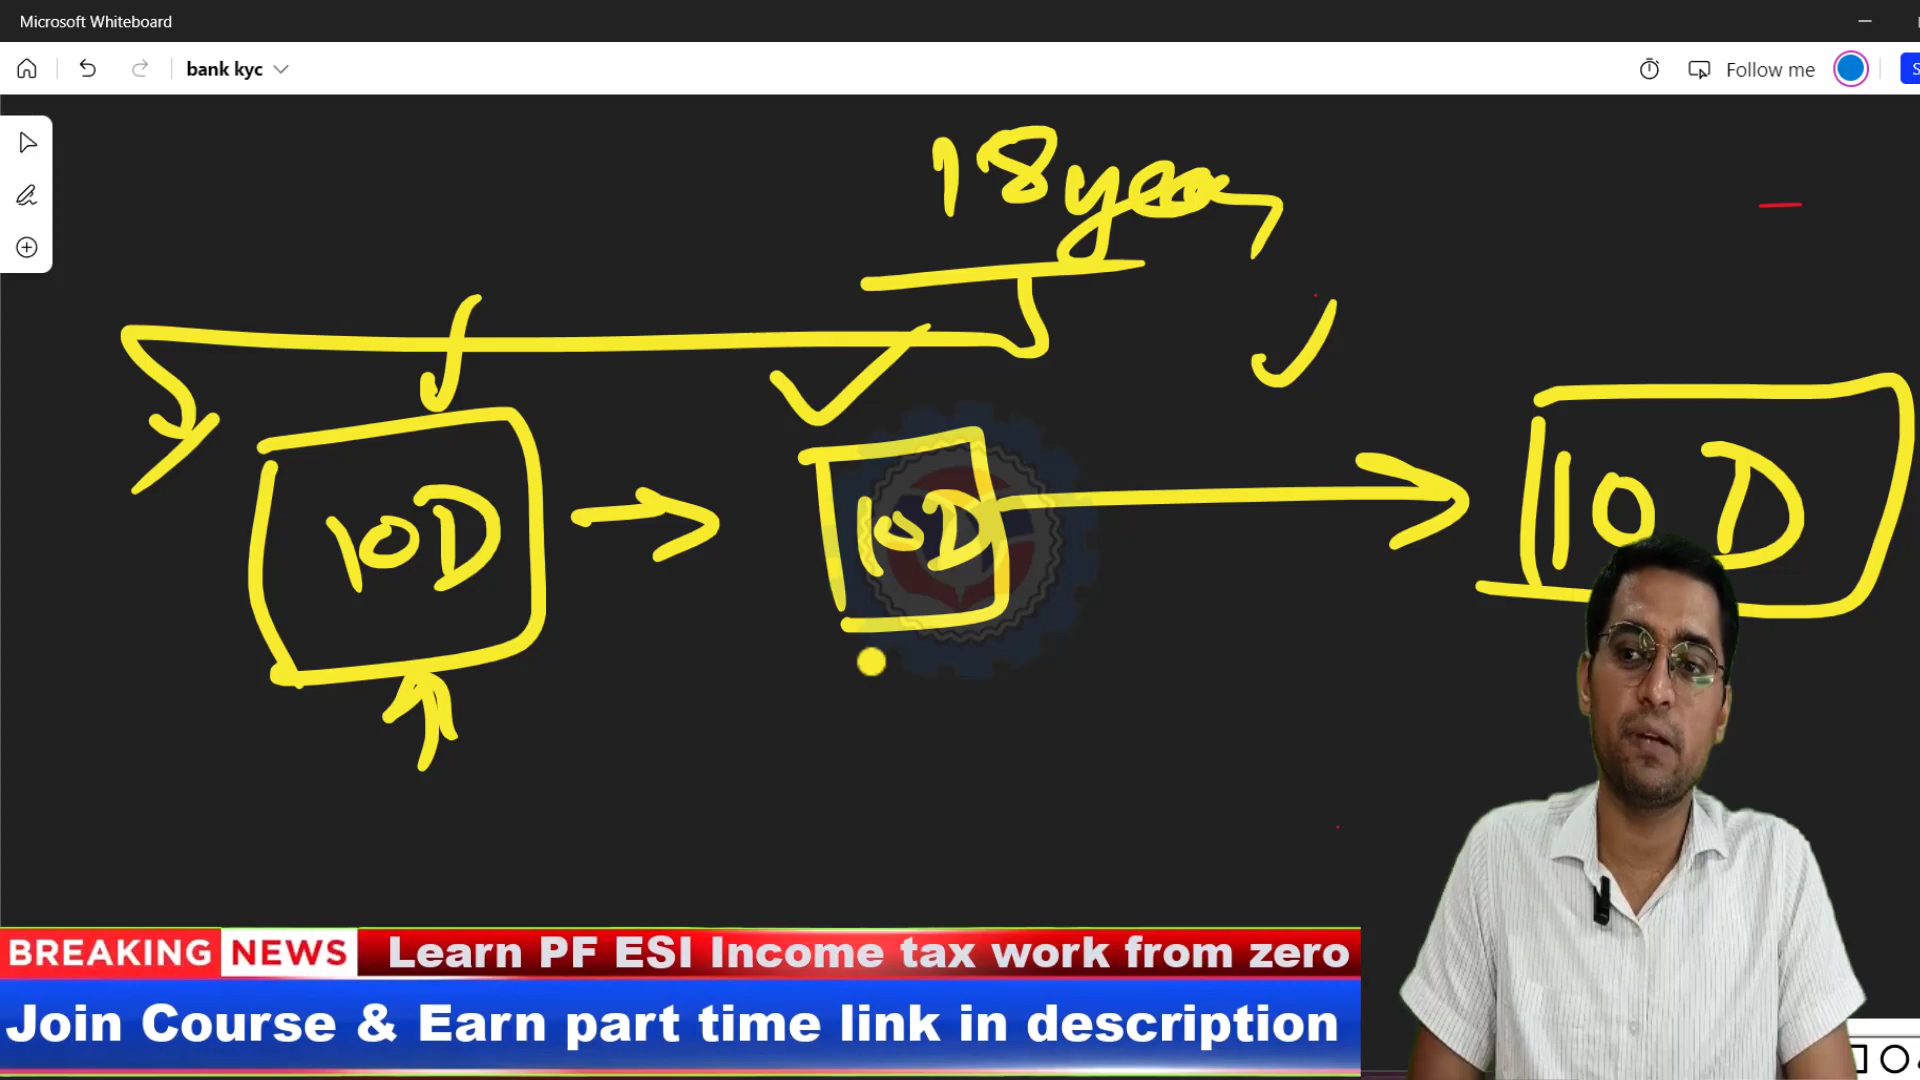 Microsoft Whiteboard
bank kyc
Follow me
18 year
10D
10D
10D
BREAKING NEWS
Learn PF ESI Income tax work from zero
Join Course & Earn part time link in description